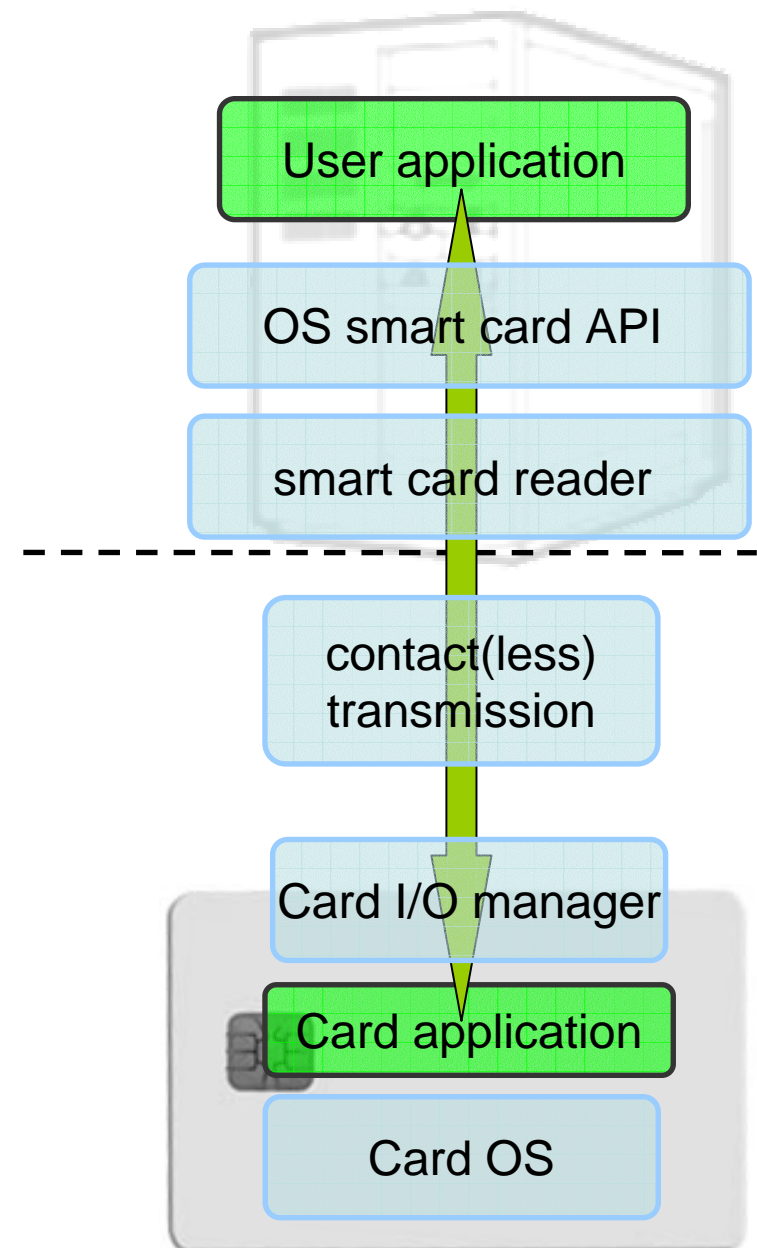 User application
OS smart card API
smart card reader
contact(less)
transmission
Card I/O manager
Card application
Card OS